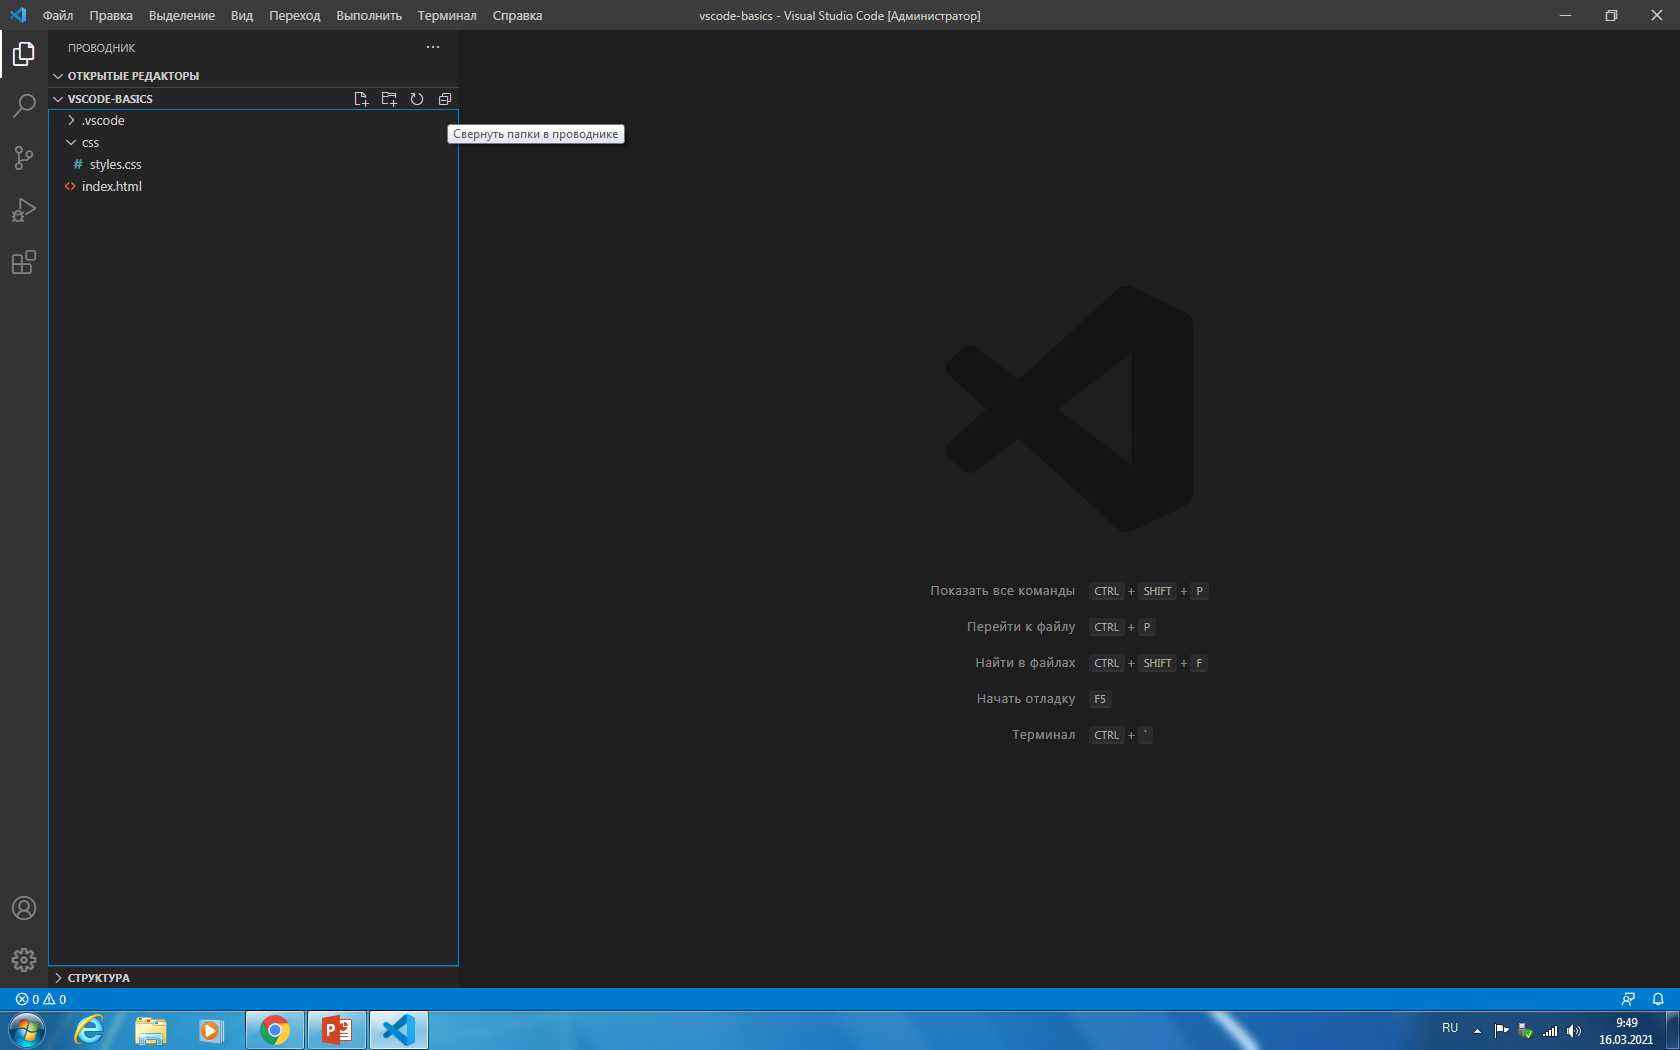 Файл Правка Выделение Вид Переход Выполнить Терминал Справка vscode-basics - Visual Studio Code [Администратор]
ПРОВОДНИК
ОТКРЫТЫЕ РЕДАКТОРЫ
VSCODE-BASICS
.vscode
Свернуть папки в проводнике
css
# styles.css
<> index.html
Показать все команды CTRL + SHIFT + P
Перейти к файлу CTRL + P
Найти в файлах CTRL + SHIFT + F
Начать отладку F5
Терминал CTRL + `
СТРУКТУРА
0 0
RU 9:49
16.03.2021